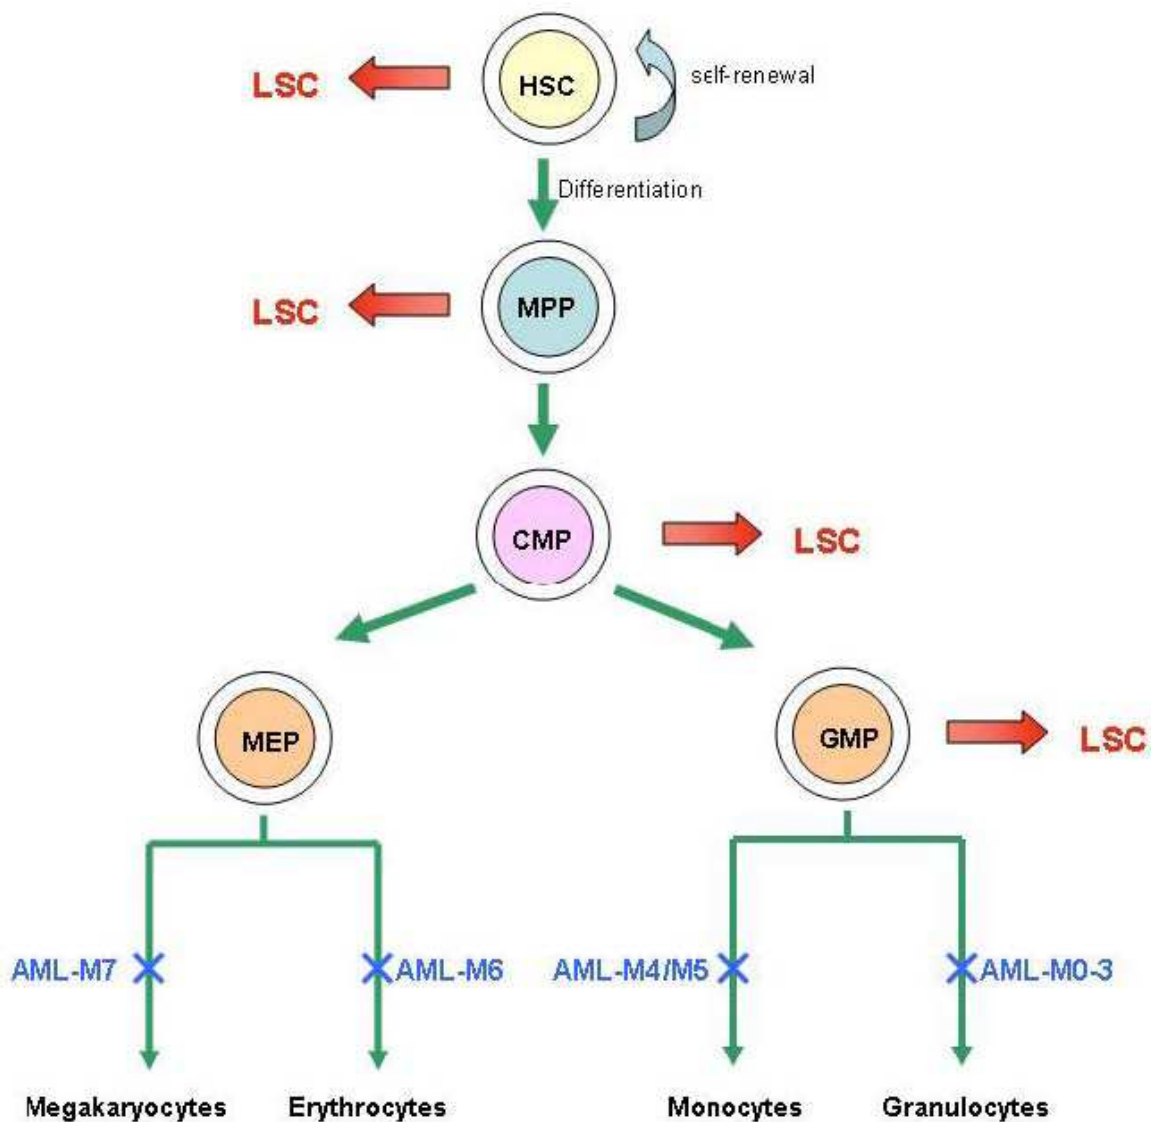 LSC
HSC
self-renewal
Differentiation
LSC
MPP
CMP
LSC
MEP
GMP
LSC
AML-M7
AML-M6
AML-M4/M5
AML-M0-3
Megakaryocytes
Erythrocytes
Monocytes
Granulocytes